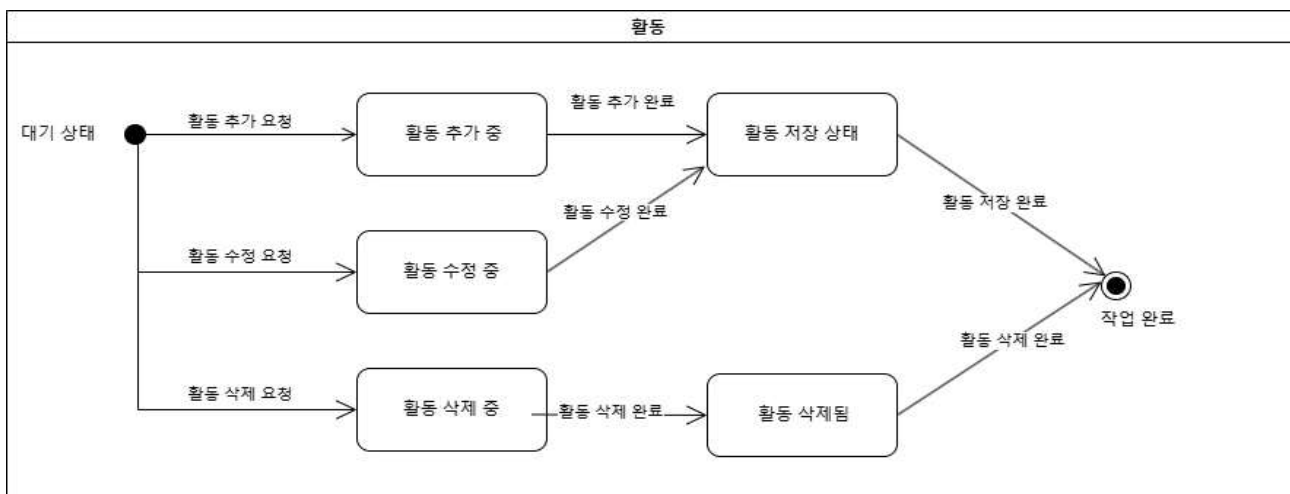 활동
대기 상태
활동 추가 요청
활동 추가 중
활동 추가 완료
활동 저장 상태
활동 저장 완료
활동 수정 요청
활동 수정 중
활동 수정 완료
작업 완료
활동 삭제 요청
활동 삭제 중
활동 삭제 완료
활동 삭제됨
활동 삭제 완료